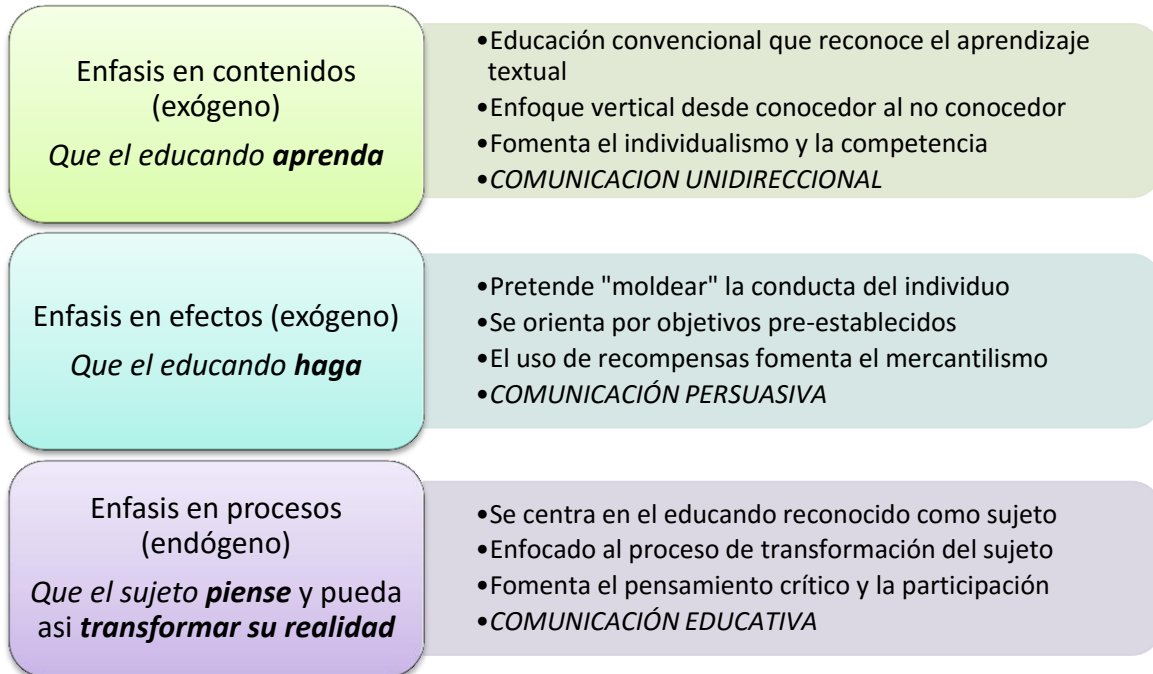 Enfasis en contenidos
(exógeno)
Que el educando aprenda
•Educación convencional que reconoce el aprendizaje
textual
•Enfoque vertical desde conocedor al no conocedor
•Fomenta el individualismo y la competencia
•COMUNICACION UNIDIRECCIONAL
Enfasis en efectos (exógeno)
Que el educando haga
•Pretende "moldear" la conducta del individuo
•Se orienta por objetivos pre-establecidos
•El uso de recompensas fomenta el mercantilismo
•COMUNICACIÓN PERSUASIVA
Enfasis en procesos
(endógeno)
Que el sujeto piense y pueda
asi transformar su realidad
•Se centra en el educando reconocido como sujeto
•Enfocado al proceso de transformación del sujeto
•Fomenta el pensamiento crítico y la participación
•COMUNICACIÓN EDUCATIVA